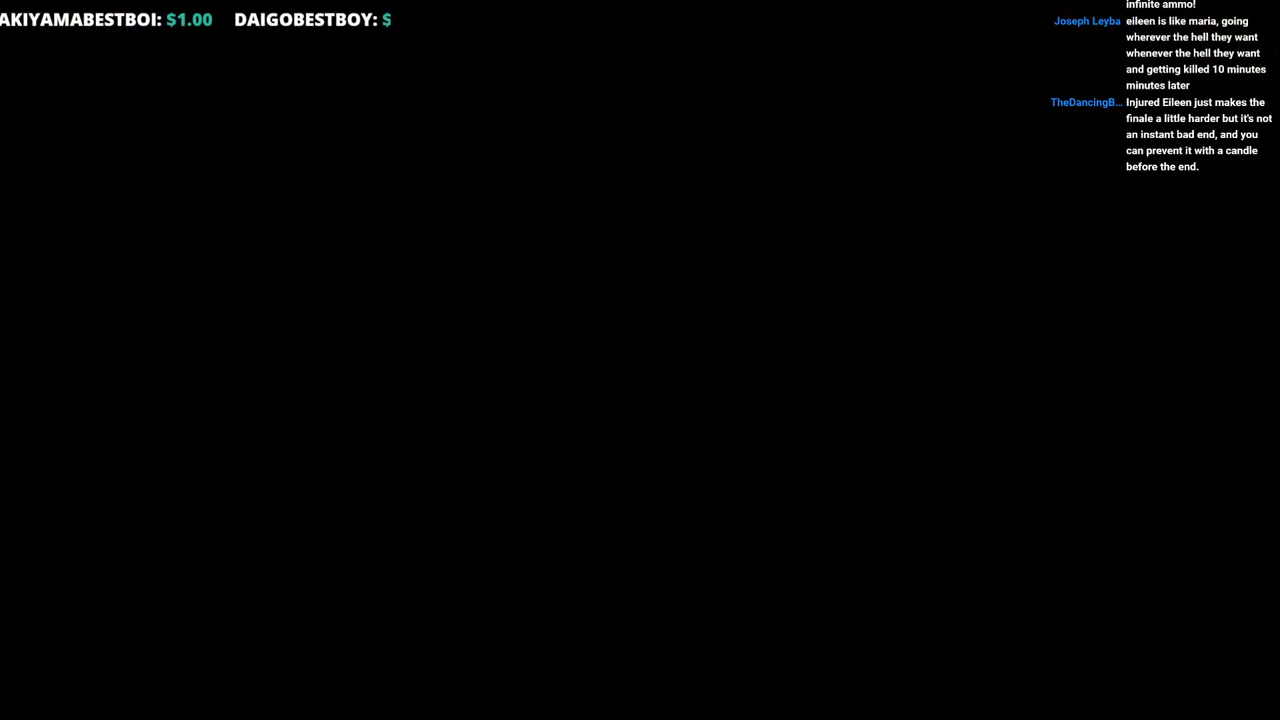 AKIYAMABESTBOI: $1.00 DAIGOBESTBOY: $
infinite ammo!
Joseph Leyba eileen is like maria, going
wherever the hell they want
whenever the hell they want
and getting killed 10 minutes
minutes later
TheDancingB... Injured Eileen just makes the
finale a little harder but it's not
an instant bad end, and you
can prevent it with a candle
before the end.